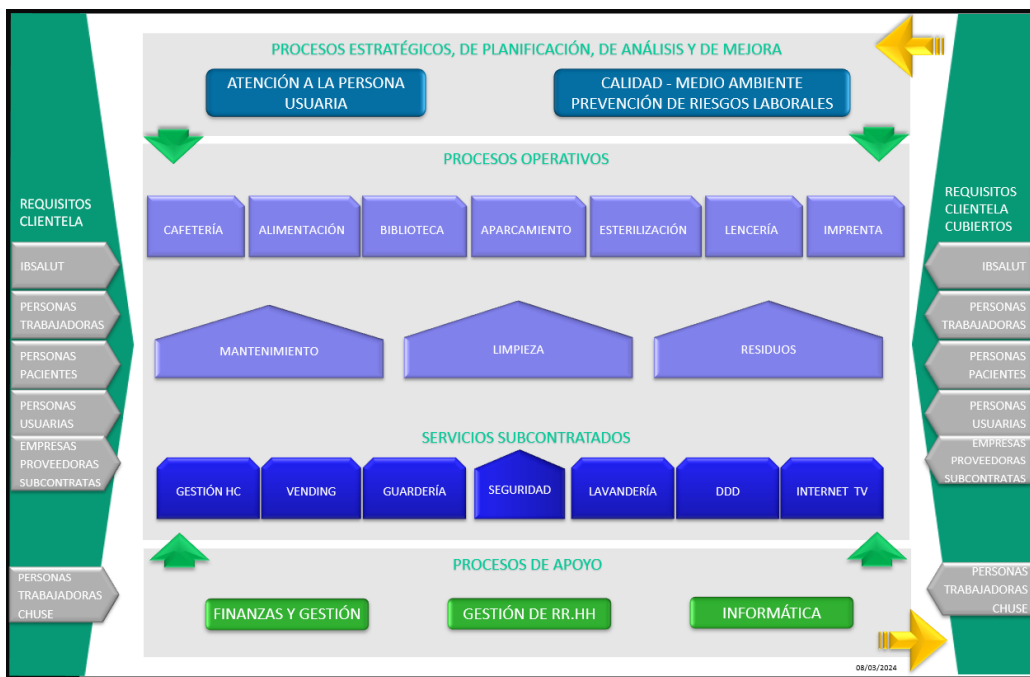 PROCESOS ESTRATÉGICOS, DE PLANIFICACIÓN, DE ANÁLISIS Y DE MEJORA
ATENCIÓN A LA PERSONA
USUARIA
CALIDAD - MEDIO AMBIENTE
PREVENCIÓN DE RIESGOS LABORALES
REQUISITOS
CLIENTELA
IBSALUT
PERSONAS
TRABAJADORAS
PERSONAS
PACIENTES
PERSONAS
USUARIAS
EMPRESAS
PROVEEDORAS
SUBCONTRATAS
PERSONAS
TRABAJADORAS
CHUSE
PROCESOS OPERATIVOS
CAFETERÍA
ALIMENTACIÓN
BIBLIOTECA
APARCAMIENTO
ESTERILIZACIÓN
LENCERÍA
IMPRENTA
MANTENIMIENTO
LIMPIEZA
RESIDUOS
SERVICIOS SUBCONTRATADOS
GESTIÓN HC
VENDING
GUARDERÍA
SEGURIDAD
LAVANDERÍA
DDD
INTERNET TV
PROCESOS DE APOYO
FINANZAS Y GESTIÓN
GESTIÓN DE RR.HH
INFORMÁTICA
REQUISITOS
CLIENTELA
CUBIERTOS
IBSALUT
PERSONAS
TRABAJADORAS
PERSONAS
PACIENTES
PERSONAS
USUARIAS
EMPRESAS
PROVEEDORAS
SUBCONTRATAS
PERSONAS
TRABAJADORAS
CHUSE
08/03/2024